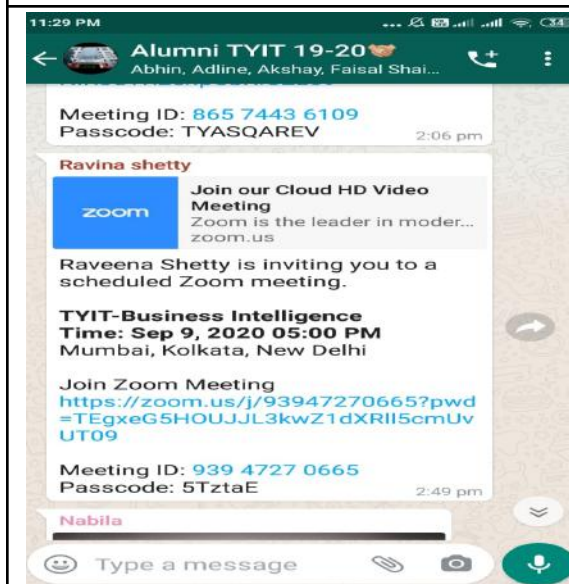 11:29 PM
... 34
Alumni TYIT 19-20
Abhin, Adline, Akshay, Faisal Shai...
Meeting ID: 865 7443 6109
Passcode: TYASQAREV
2:06 pm
Ravina shetty
zoom
Join our Cloud HD Video
Meeting
Zoom is the leader in moder...
zoom.us
Raveena Shetty is inviting you to a
scheduled Zoom meeting.
TYIT-Business Intelligence
Time: Sep 9, 2020 05:00 PM
Mumbai, Kolkata, New Delhi
Join Zoom Meeting
https://zoom.us/j/93947270665?pwd
=TEgxeG5HOUJJL3kwZ1dXRII5cmUv
UT09
Meeting ID: 939 4727 0665
Passcode: 5TztaE
2:49 pm
Nabila
Type a message